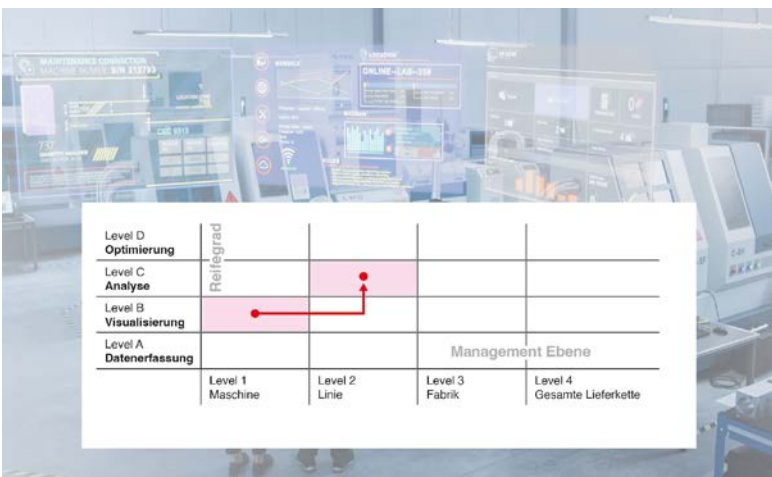 MAINTENANCE CONNECTION
ONLINE-LAB-
Level D
Optimierung
Reifegrad
Level C
Analyse
Level B
Visualisierung
Level A
Datenerfassung
Management Ebene
Level 1
Maschine
Level 2
Linie
Level 3
Fabrik
Level 4
Gesamte Lieferkette